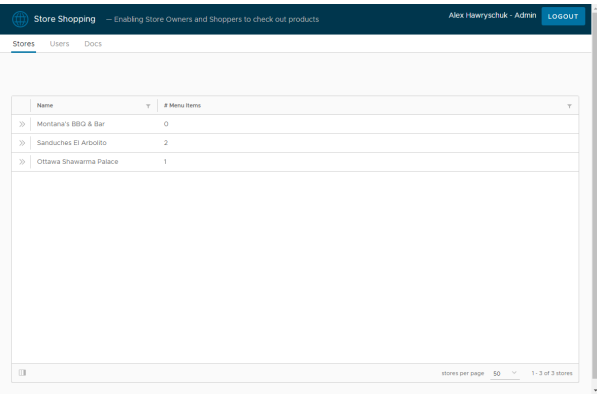 Store Shopping — Enabling Store Owners and Shoppers to check out products Alex Hawryschuk - Admin LOGOUT
Stores Users Docs
Name # Menu Items
Montana's BBQ & Bar 0
Sanduches El Arbolito 2
Ottawa Shawarma Palace 1
stores per page 50 1 - 3 of 3 stores